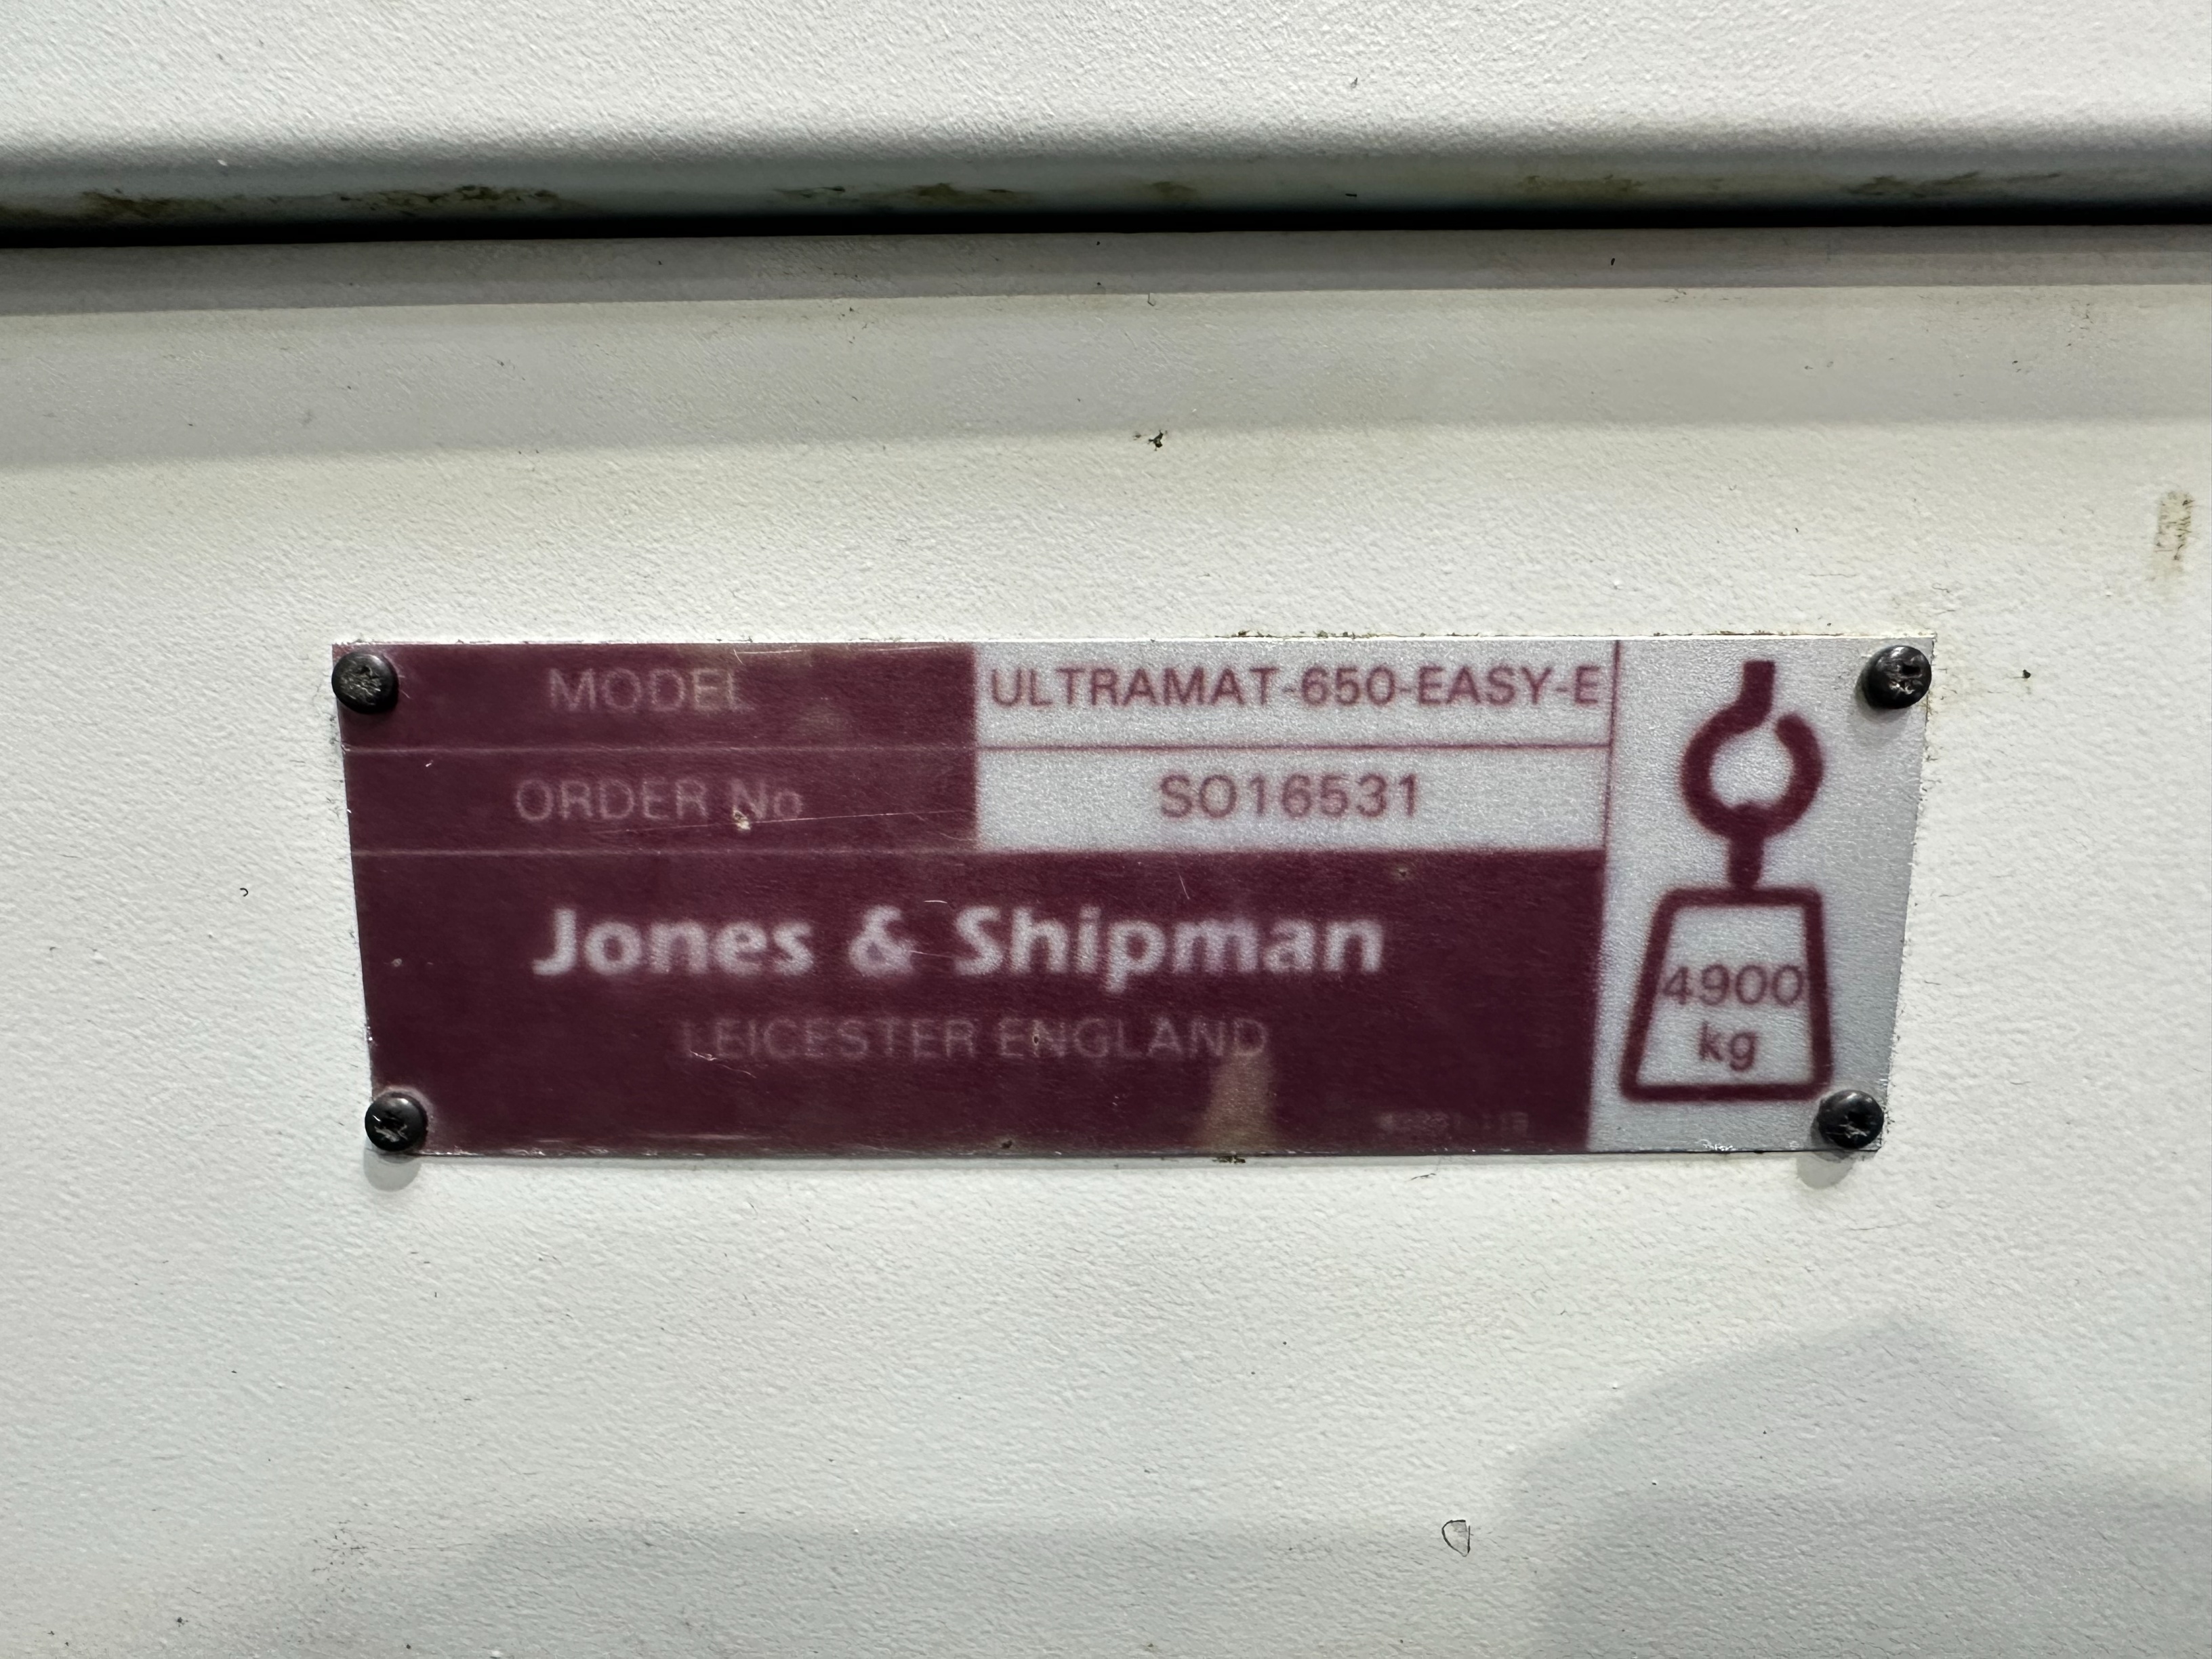 MODEL ULTRAMAT-650-EASY-E
ORDER No SO16531
Jones & Shipman
LEICESTER ENGLAND
4900
kg